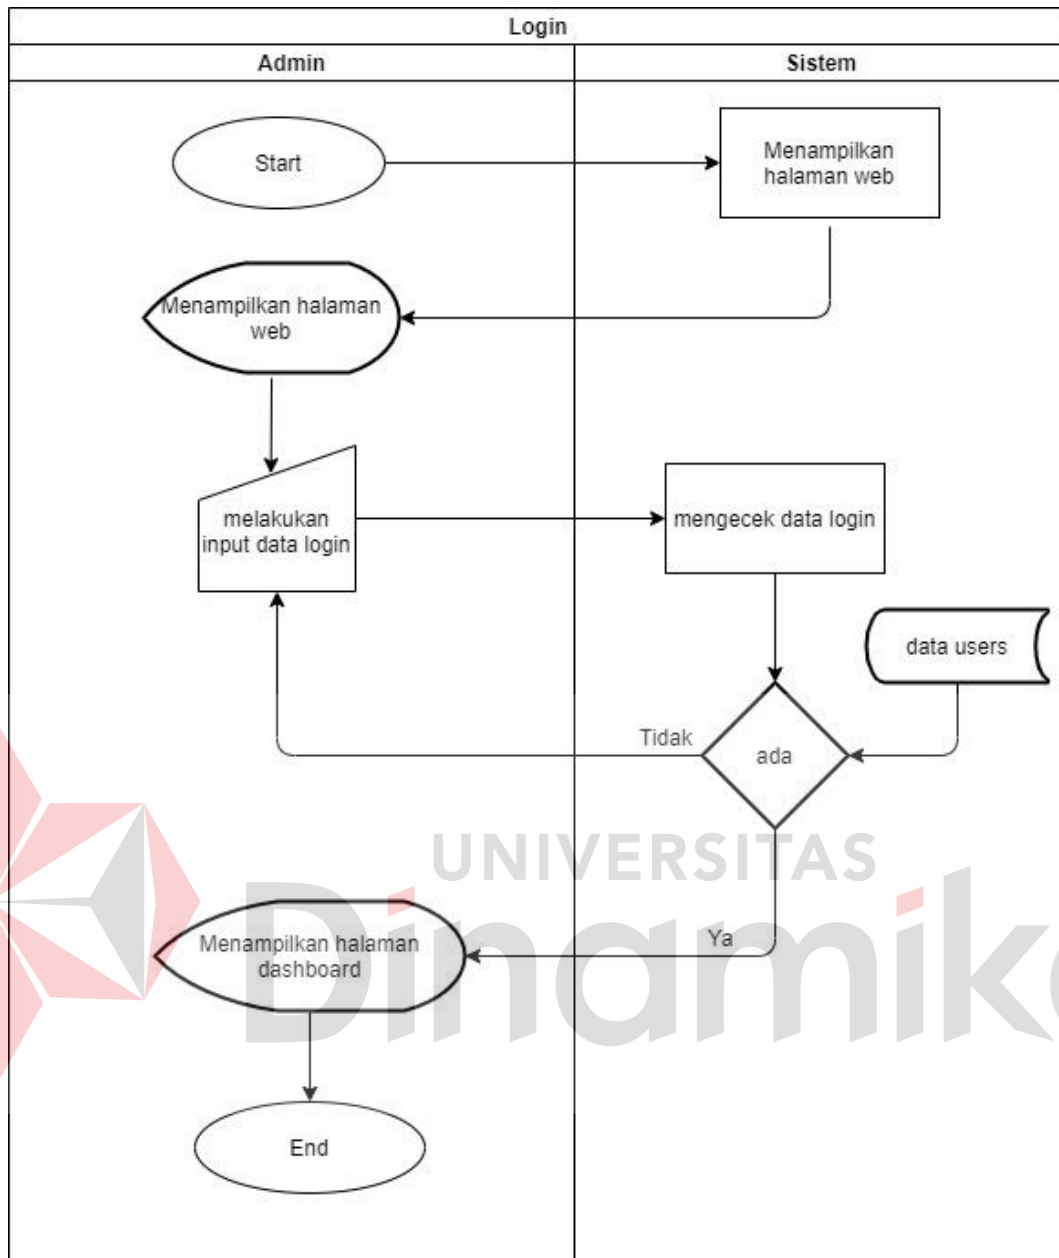 Login
Admin
Sistem
Start
Menampilkan
halaman web
Menampilkan halaman
web
melakukan
input data login
mengecek data login
data users
Tidak
ada
UNIVERSITAS
Dinamika
Ya
Menampilkan halaman
dashboard
End